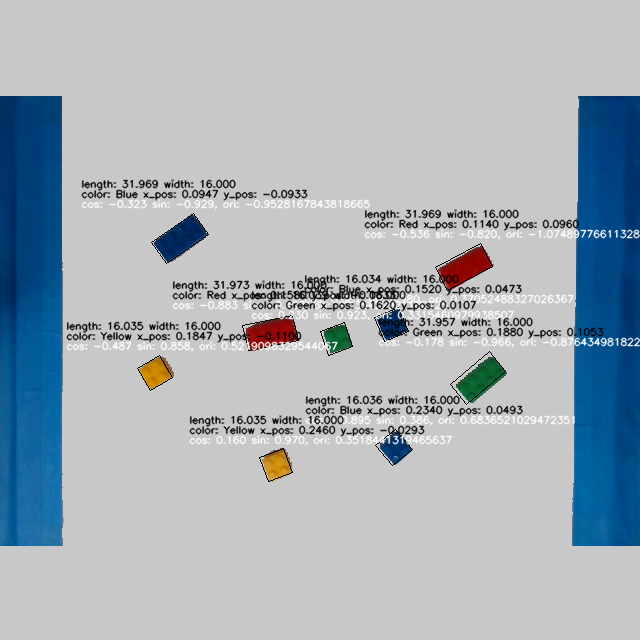 length: 31.969 width: 16.000
color: Blue x_pos: 0.0947 y_pos: -0.0933
cos: -0.323 sin: -0.929, ori: -0.9528167843818665
length: 31.969 width: 16.000
color: Red x_pos: 0.1140 y_pos: 0.0960
cos: -0.536 sin: -0.820, ori: -1.07489776611328
length: 31.973 width: 16.000
color: Red
cos: -0.883
length: 16.034 width: 16.000
Blue x_pos: 0.1520 y_pos: 0.0473
color: Green x_pos: 0.1620 y_pos: 0.0107
0.230 sin: 0.923,
length: 16.035 width: 16.000
color: Yellow x_pos: 0.1847 y_pos: -0.1100
cos: -0.487 sin: 0.858, ori:
31.957 width: 16.000
color: Green x_pos: 0.1880 y_pos: 0.1053
cos: -0.178 sin: -0.966, ori: -0.876434981822
length: 16.036 width: 16.000
color: Blue x_pos: 0.2340 y_pos: 0.0493
0.895 sin: 0.386, ori: 0.6836521029472351
length: 16.035 width: 16.000
color: Yellow x_pos: 0.2460 y_pos: -0.0293
cos: 0.160 sin: 0.970, ori: 0.3518441319465637